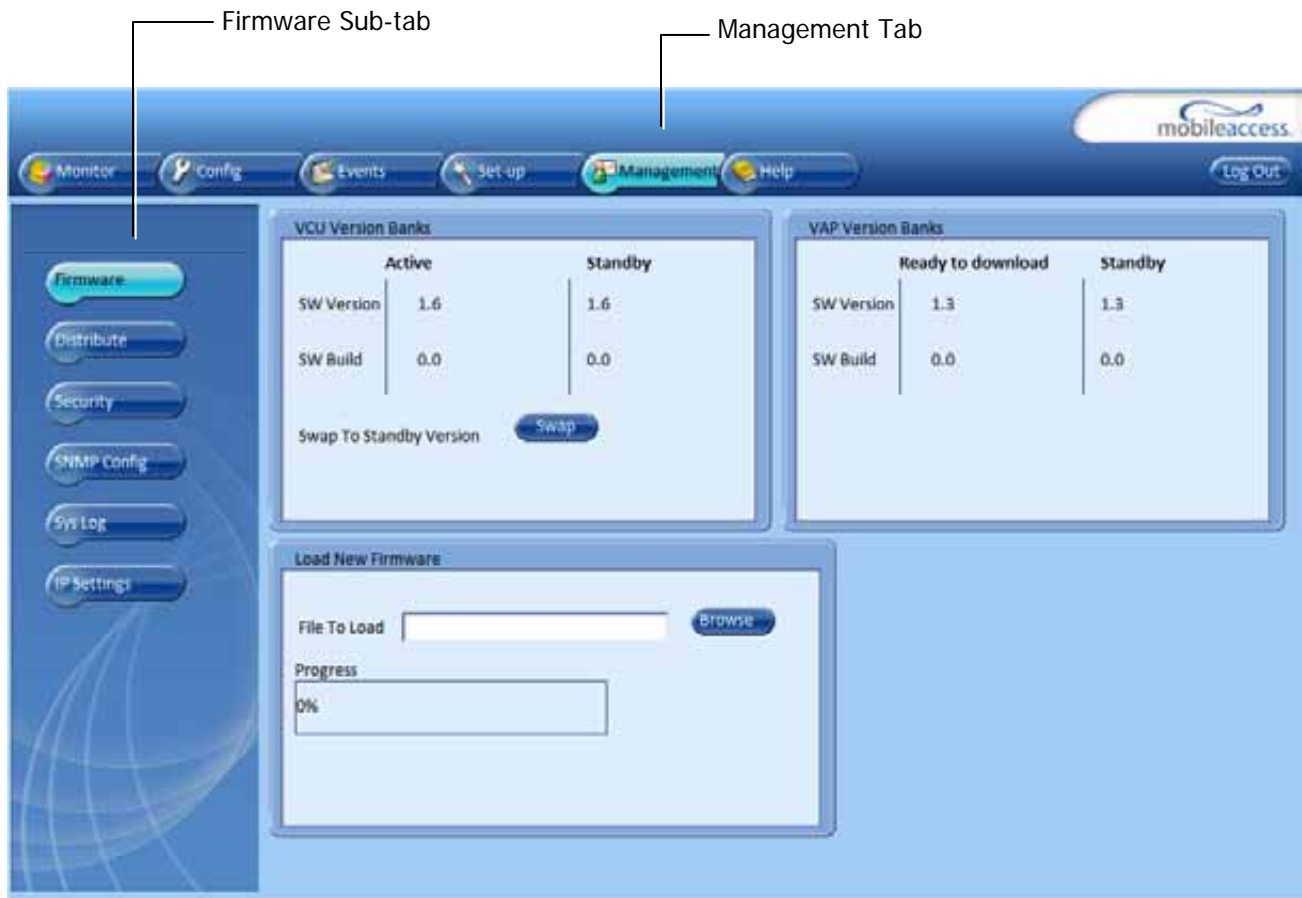 Firmware Sub-tab
Management Tab
mobileaccess
Monitor Config Events Set-up Management Help Log Out
Firmware
Distribute
Security
SNMP Config
Sys Log
IP Settings
VCU Version Banks
Active Standby
SW Version 1.6 1.6
SW Build 0.0 0.0
Swap To Standby Version Swap
VAP Version Banks
Ready to download Standby
SW Version 1.3 1.3
SW Build 0.0 0.0
Load New Firmware
File To Load Browse
Progress
0%